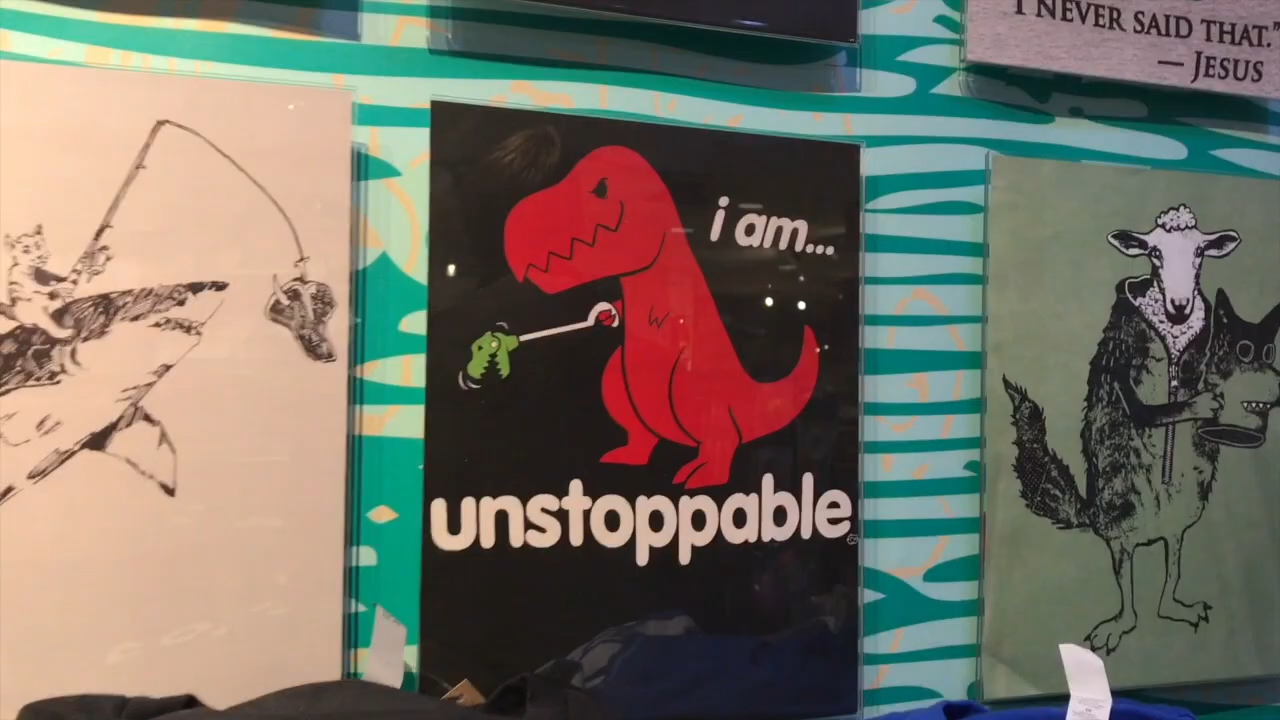 "I NEVER SAID THAT."
— JESUS
i am...
unstoppable